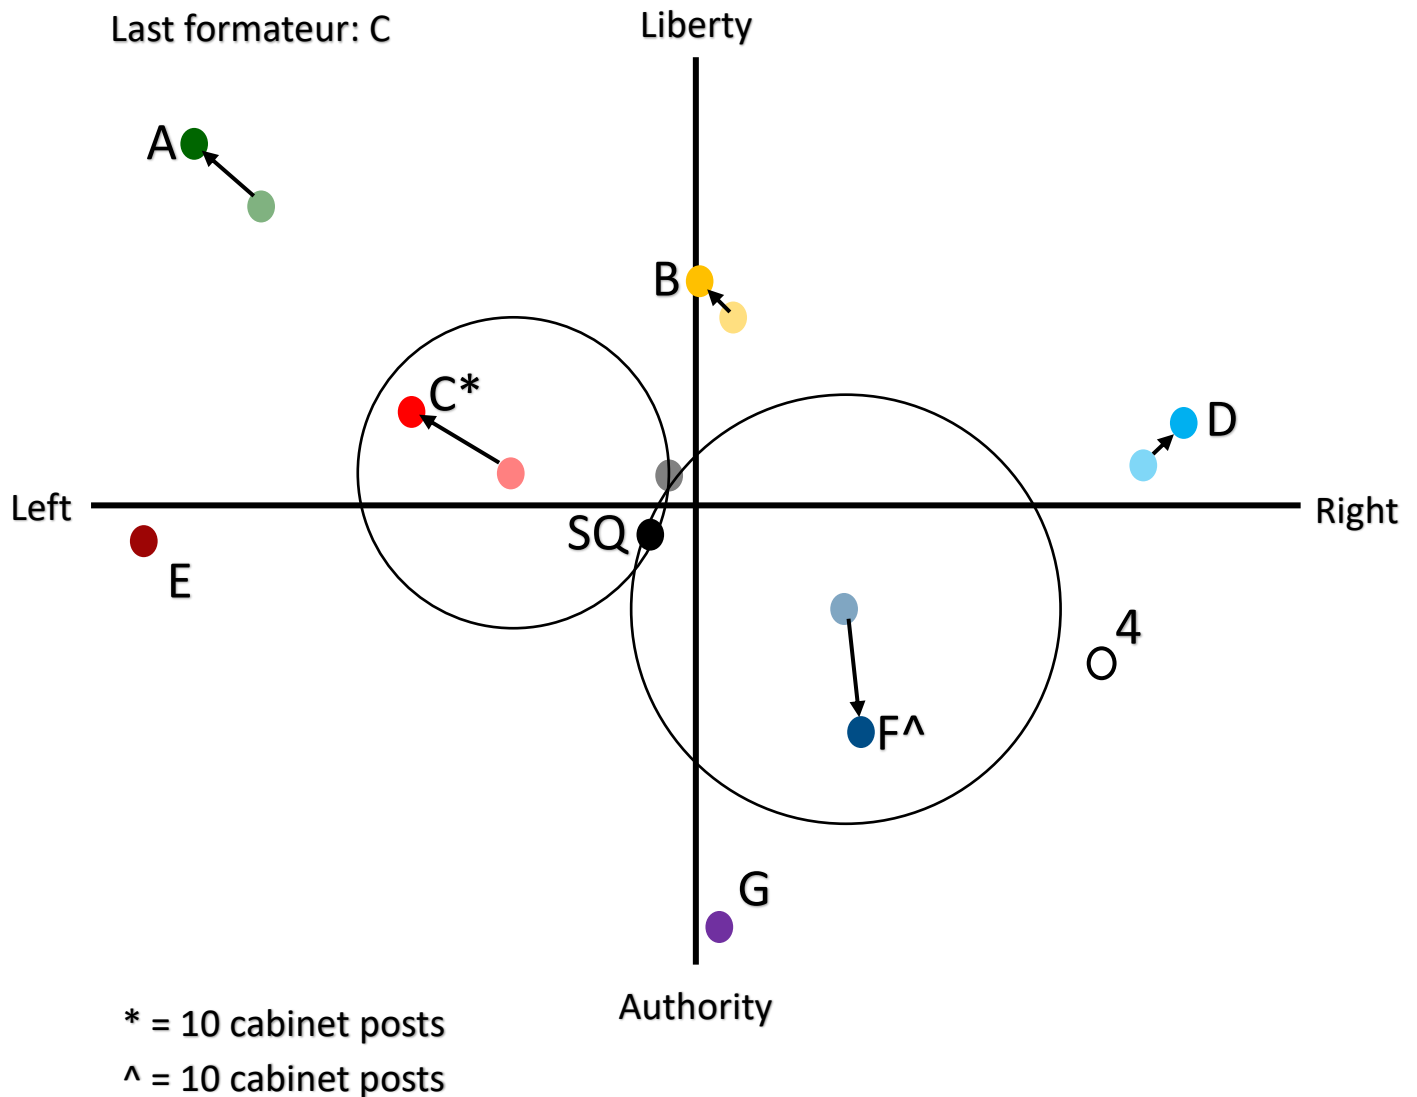 Last formateur: C
Liberty
A
B
C*
D
Left
Right
SQ
E
4
F^
G
Authority
* = 10 cabinet posts
^ = 10 cabinet posts